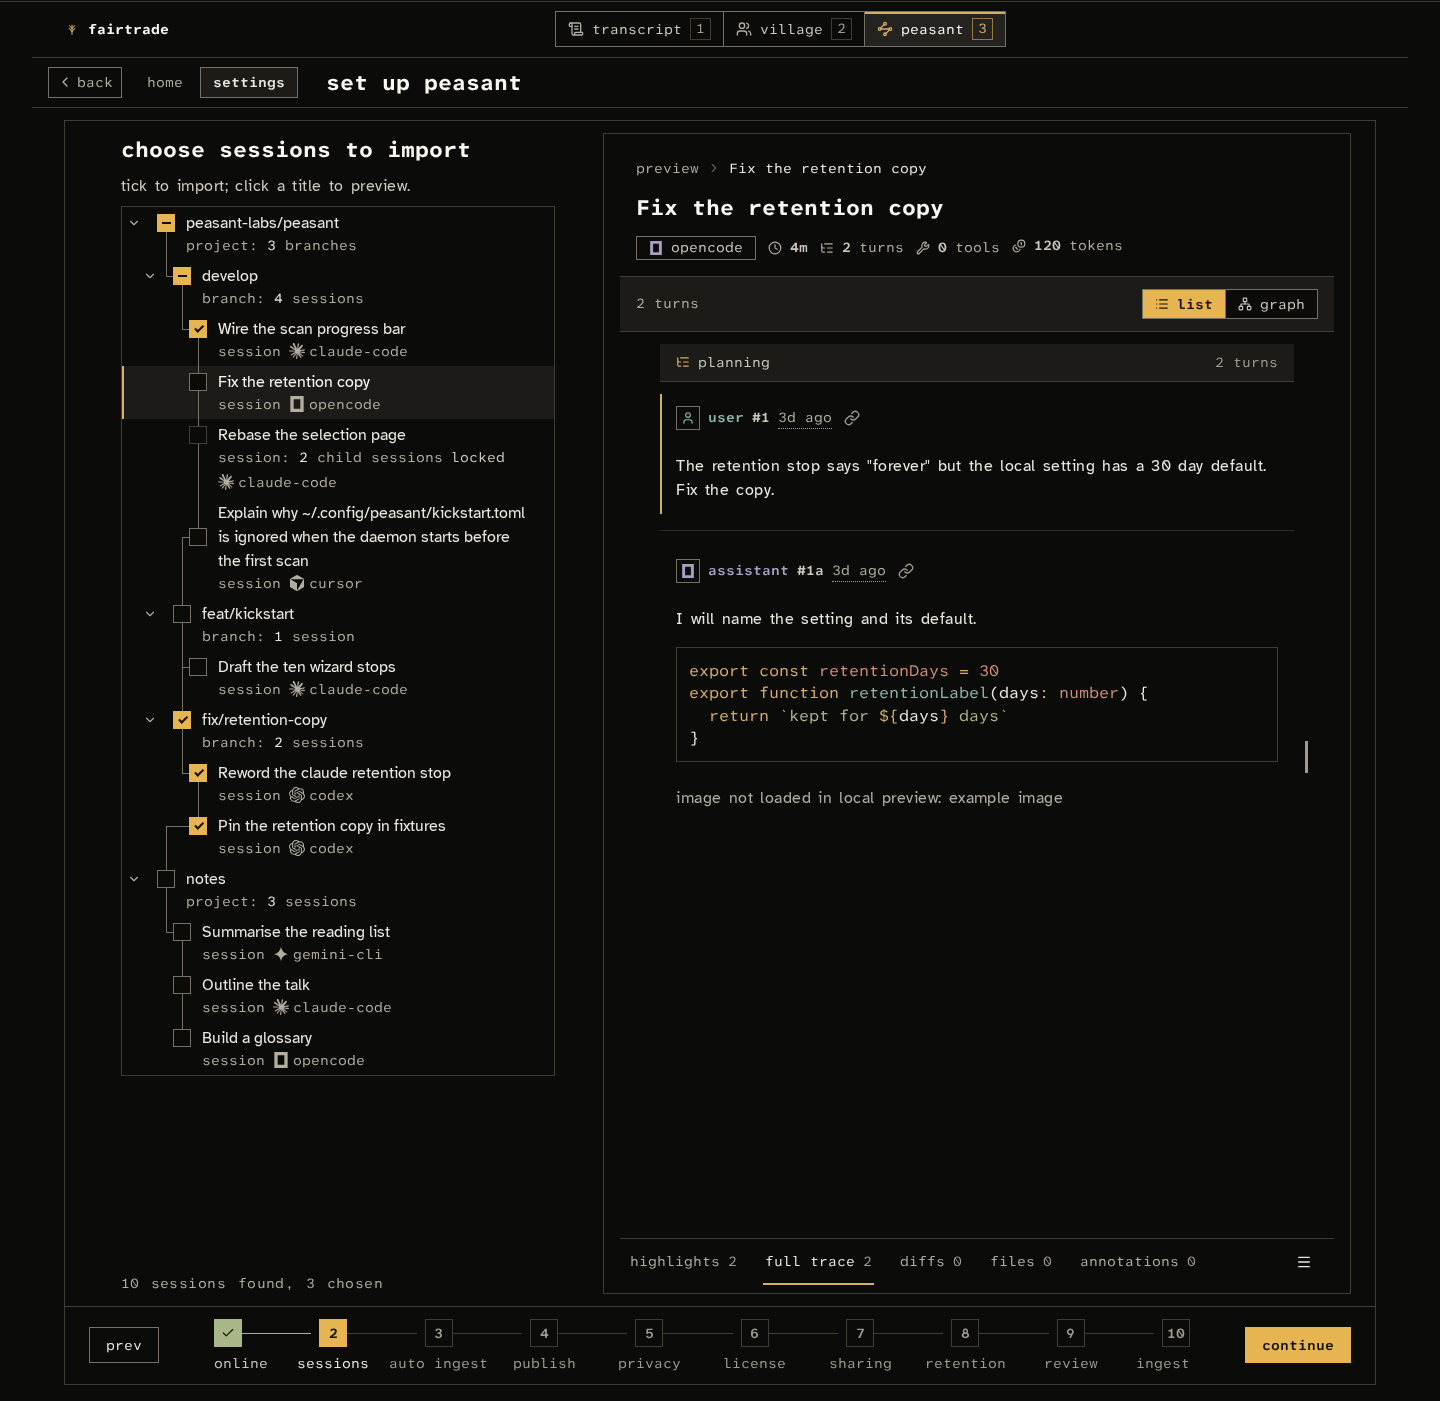 fairtrade
transcript 1
village 2
peasant 3
back
home
settings
set up peasant
choose sessions to import
tick to import; click a title to preview.
peasant-labs/peasant
project: 3 branches
develop
branch: 4 sessions
Wire the scan progress bar
session claude-code
Fix the retention copy
session opencode
Rebase the selection page
session: 2 child sessions locked
claude-code
Explain why ~/.config/peasant/kickstart.toml
is ignored when the daemon starts before
the first scan
session cursor
feat/kickstart
branch: 1 session
Draft the ten wizard stops
session claude-code
fix/retention-copy
branch: 2 sessions
Reword the claude retention stop
session codex
Pin the retention copy in fixtures
session codex
notes
project: 3 sessions
Summarise the reading list
session gemini-cli
Outline the talk
session claude-code
Build a glossary
session opencode
10 sessions found, 3 chosen
preview > Fix the retention copy
Fix the retention copy
opencode 4m 2 turns 0 tools 120 tokens
2 turns
list
graph
planning 2 turns
user #1 3d ago
The retention stop says "forever" but the local setting has a 30 day default.
Fix the copy.
assistant #1a 3d ago
I will name the setting and its default.
export const retentionDays = 30
export function retentionLabel(days: number) {
  return `kept for ${days} days`
}
image not loaded in local preview: example image
highlights 2
full trace 2
diffs 0
files 0
annotations 0
prev
online
2 sessions
3 auto ingest
4 publish
5 privacy
6 license
7 sharing
8 retention
9 review
10 ingest
continue